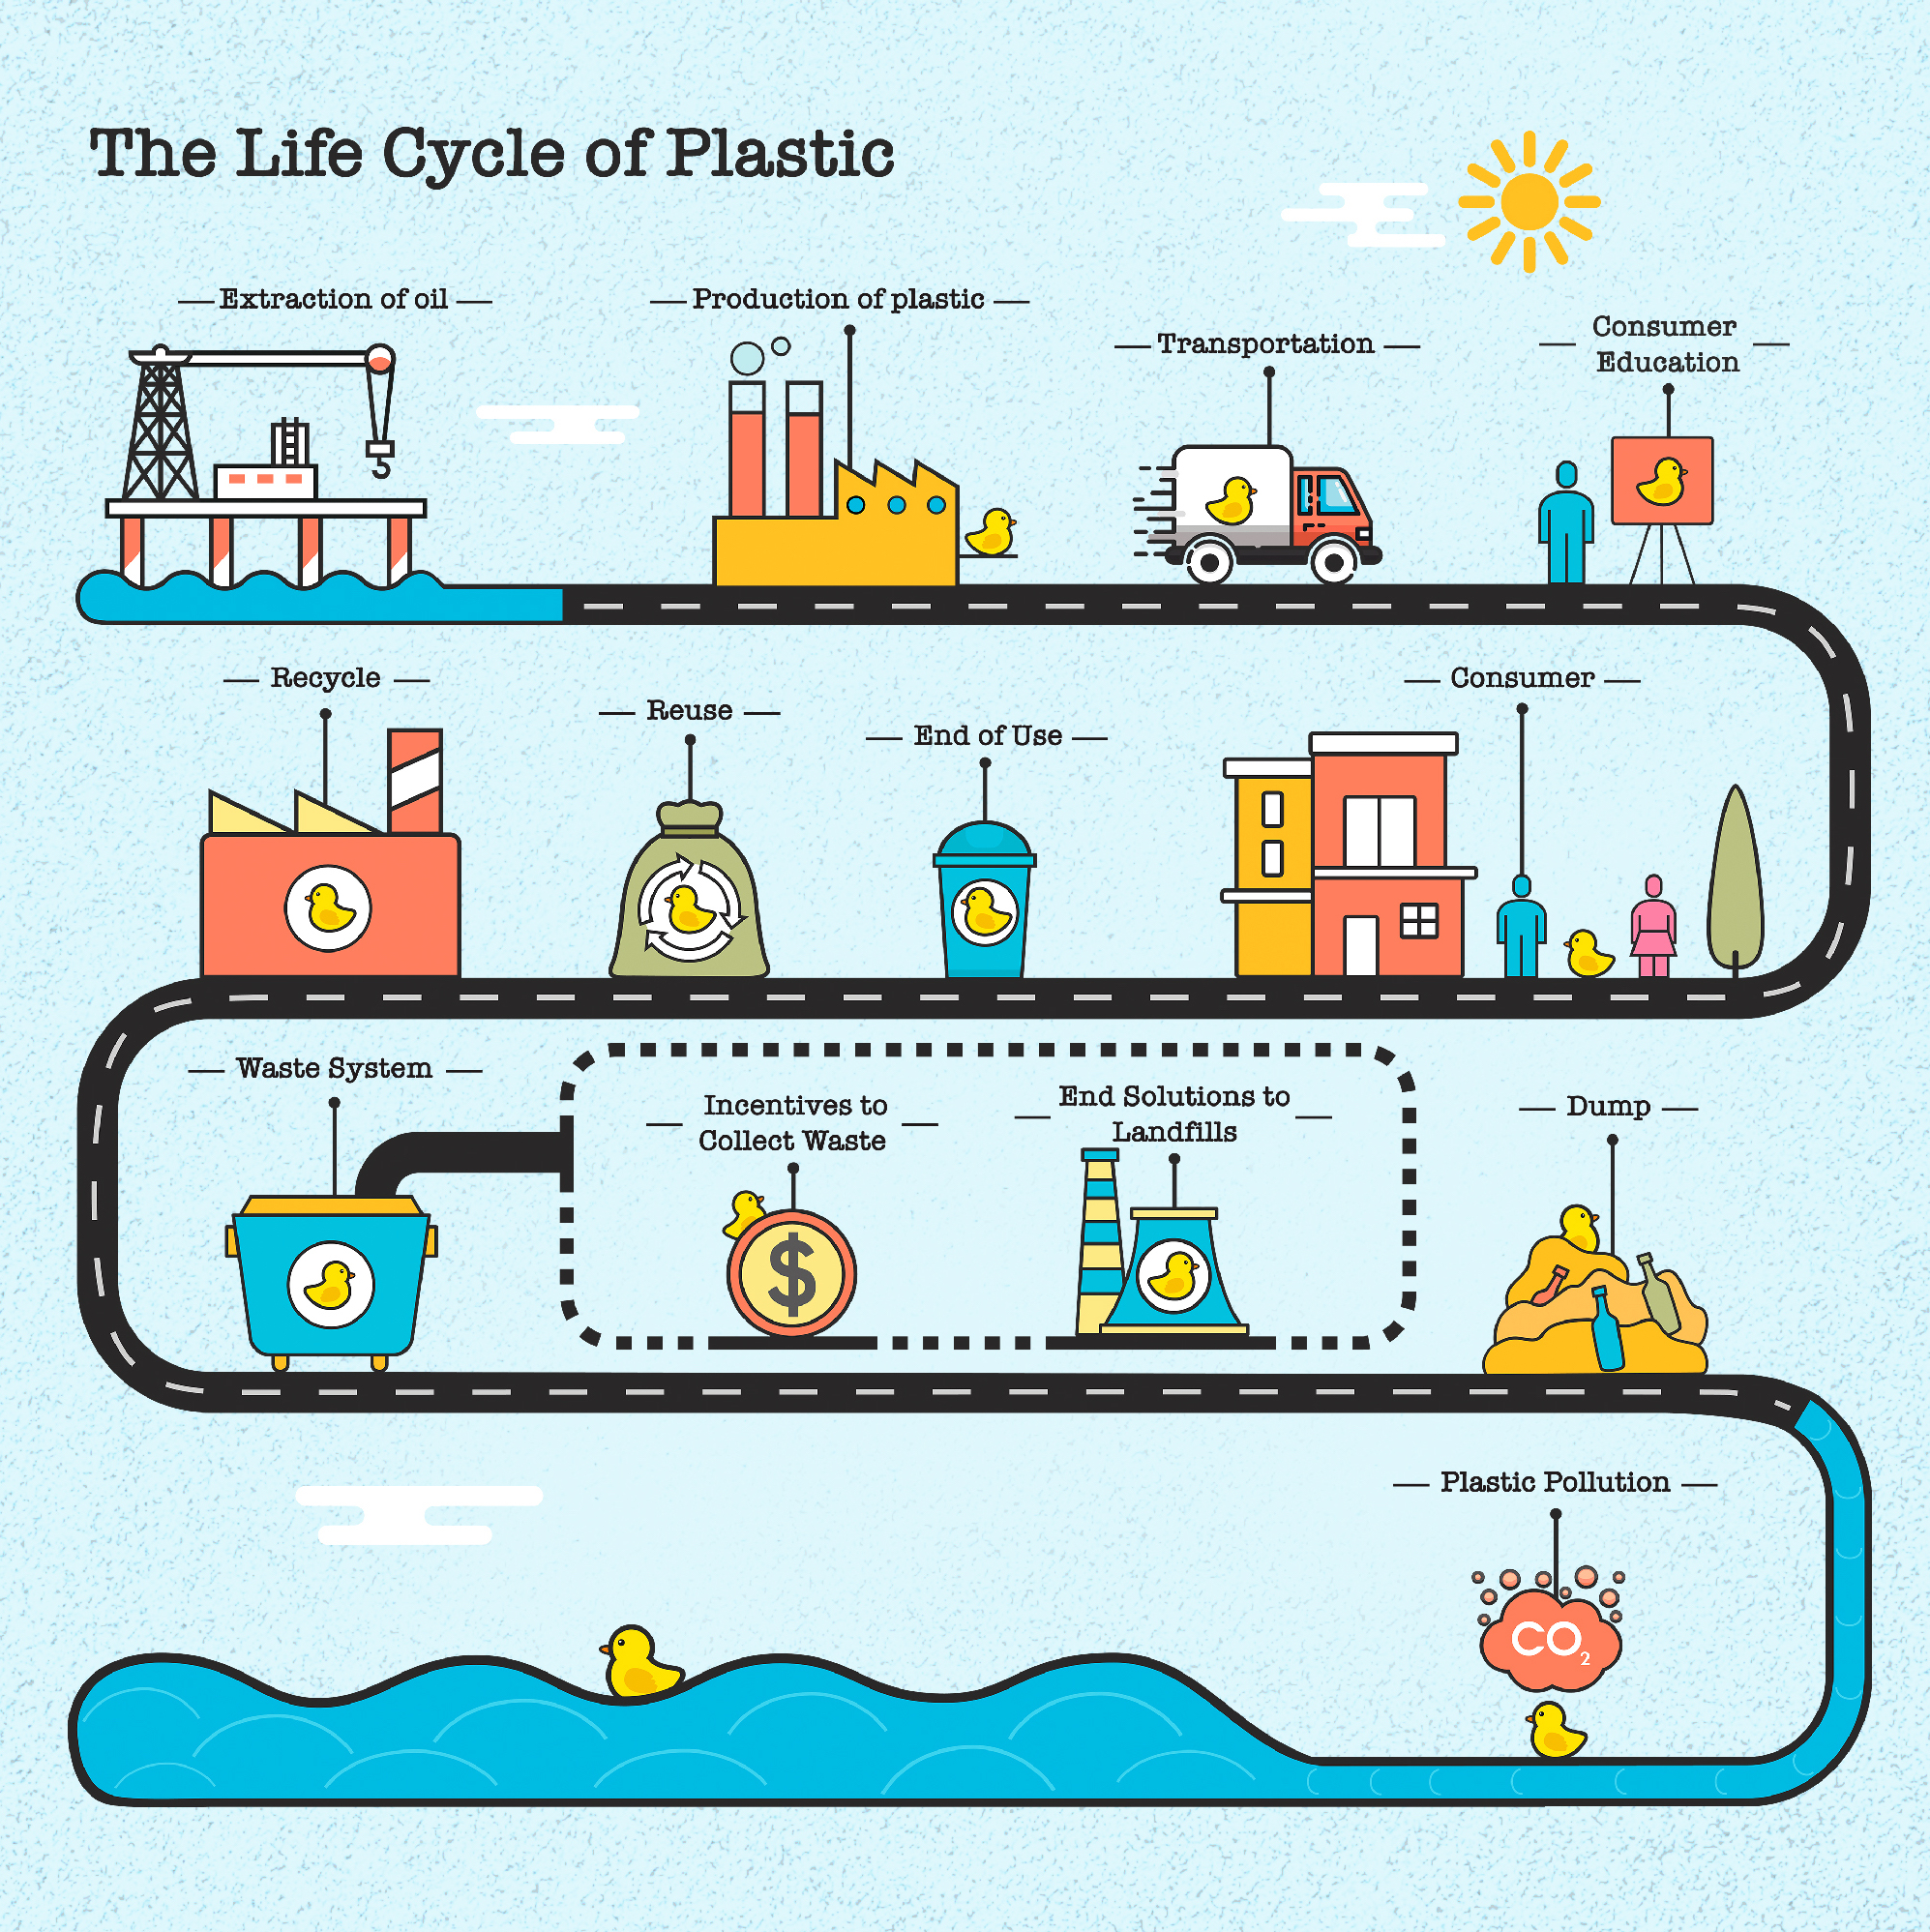 The Life Cycle of Plastic
Extraction of oil
Production of plastic
Transportation
Consumer
Education
Recycle
Reuse
End of Use
Consumer
Waste System
Incentives to
Collect Waste
$
End Solutions to
Landfills
Dump
Plastic Pollution
CO₂